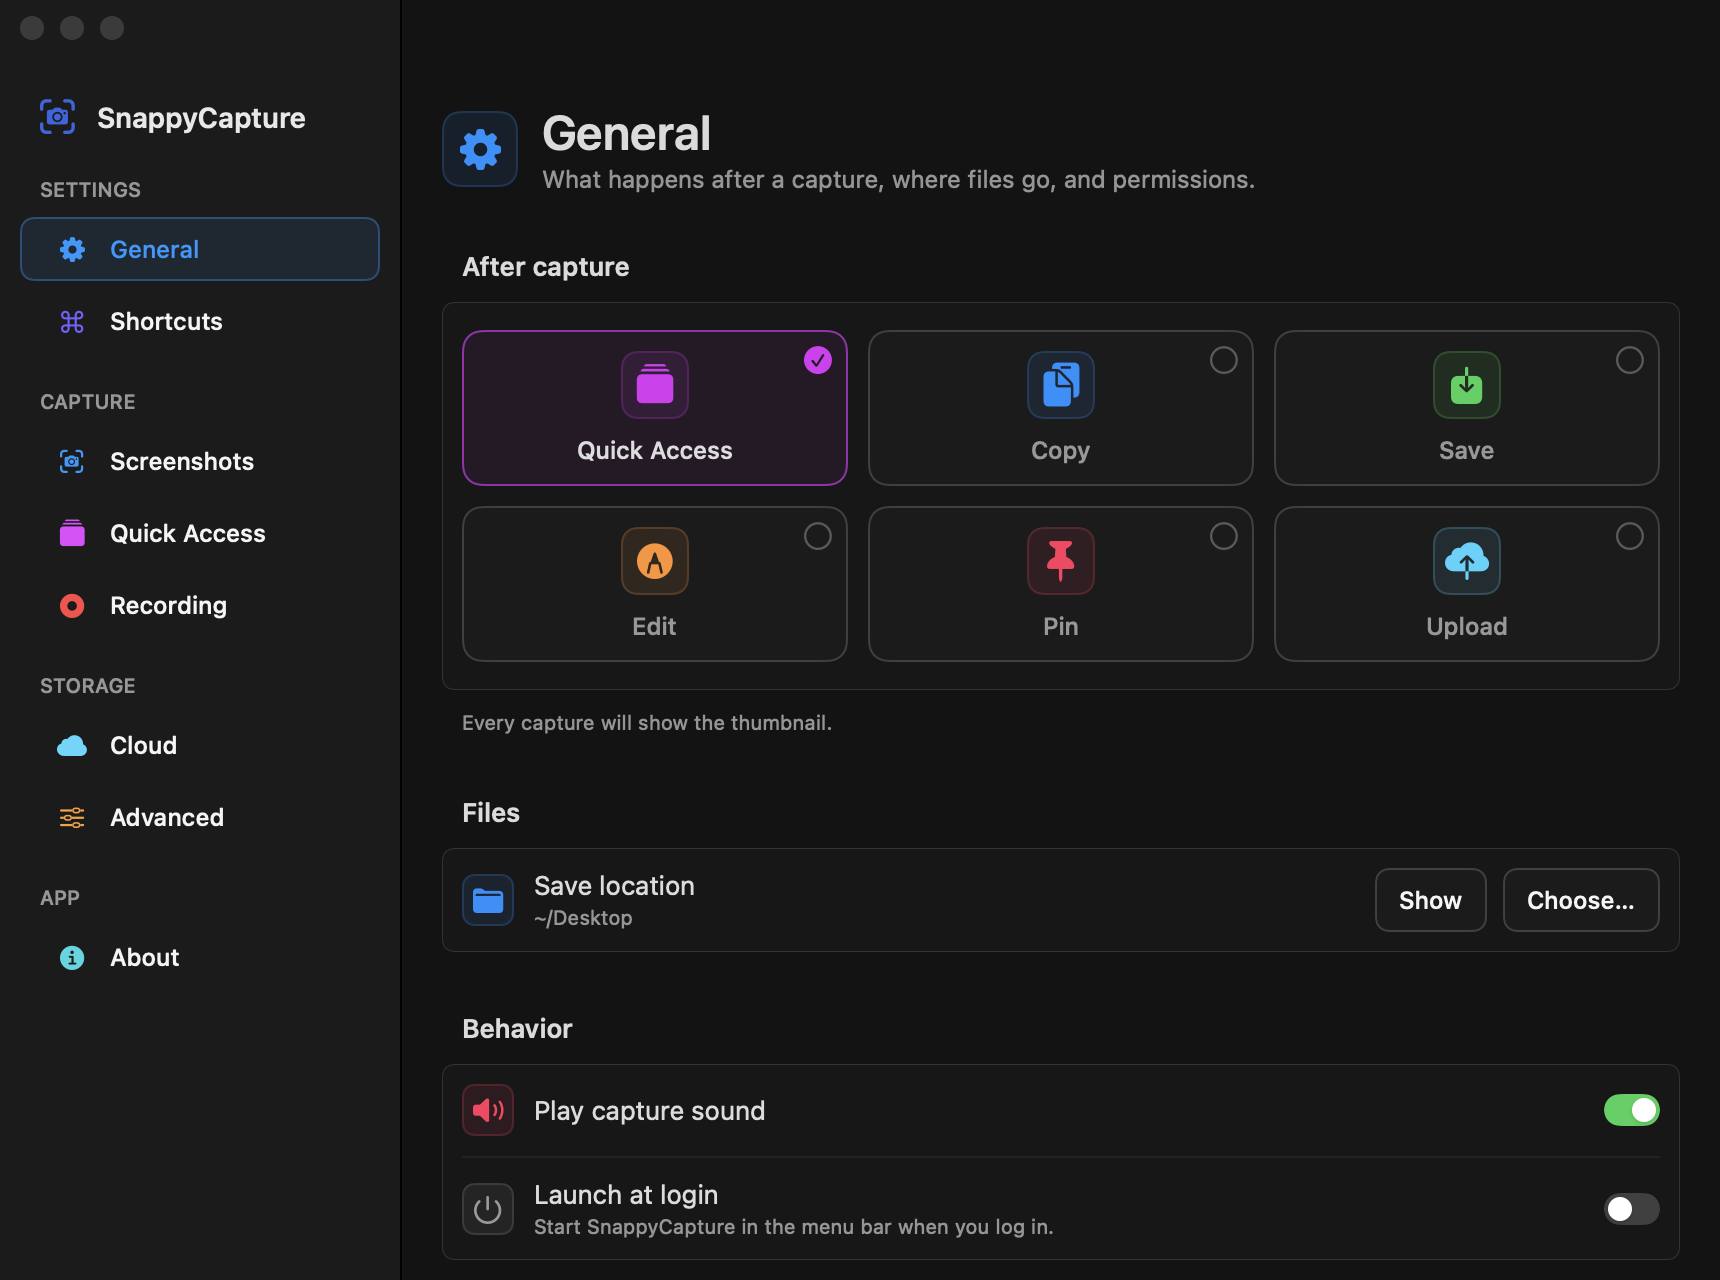 SnappyCapture
SETTINGS
General
Shortcuts
CAPTURE
Screenshots
Quick Access
Recording
STORAGE
Cloud
Advanced
APP
About
General
What happens after a capture, where files go, and permissions.
After capture
Quick Access
Copy
Save
Edit
Pin
Upload
Every capture will show the thumbnail.
Files
Save location
~/Desktop
Show
Choose...
Behavior
Play capture sound
Launch at login
Start SnappyCapture in the menu bar when you log in.